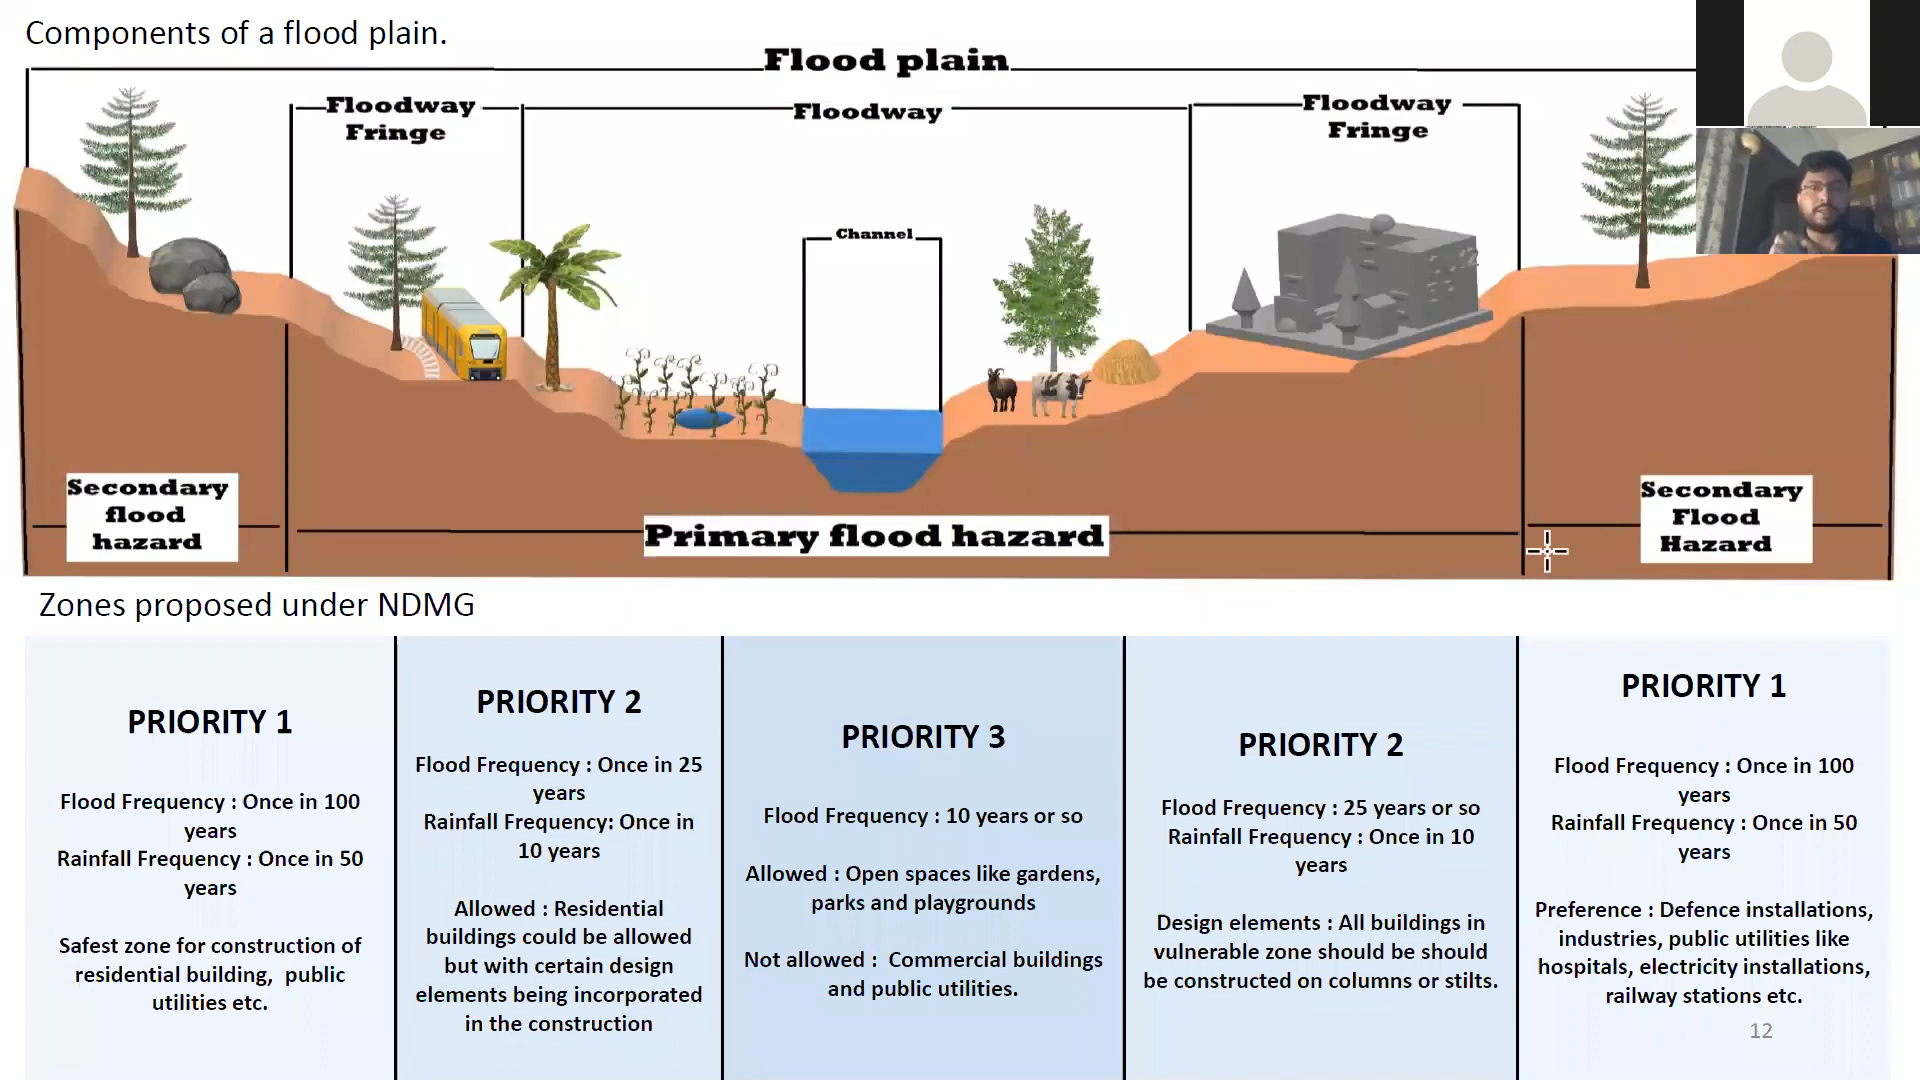 Components of a flood plain.
Flood plain
Floodway
Fringe
Floodway
Floodway
Fringe
Channel
Secondary
flood
hazard
Primary flood hazard
Secondary
Flood
Hazard
Zones proposed under NDMG
PRIORITY 1
Flood Frequency : Once in 100
years
Rainfall Frequency : Once in 50
years
Safest zone for construction of
residential building, public
utilities etc.
PRIORITY 2
Flood Frequency : Once in 25
years
Rainfall Frequency: Once in
10 years
Allowed : Residential
buildings could be allowed
but with certain design
elements being incorporated
in the construction
PRIORITY 3
Flood Frequency : 10 years or so
Allowed : Open spaces like gardens,
parks and playgrounds
Not allowed : Commercial buildings
and public utilities.
PRIORITY 2
Flood Frequency : 25 years or so
Rainfall Frequency : Once in 10
years
Design elements : All buildings in
vulnerable zone should be should
be constructed on columns or stilts.
PRIORITY 1
Flood Frequency : Once in 100
years
Rainfall Frequency : Once in 50
years
Preference : Defence installations,
industries, public utilities like
hospitals, electricity installations,
railway stations etc.
12